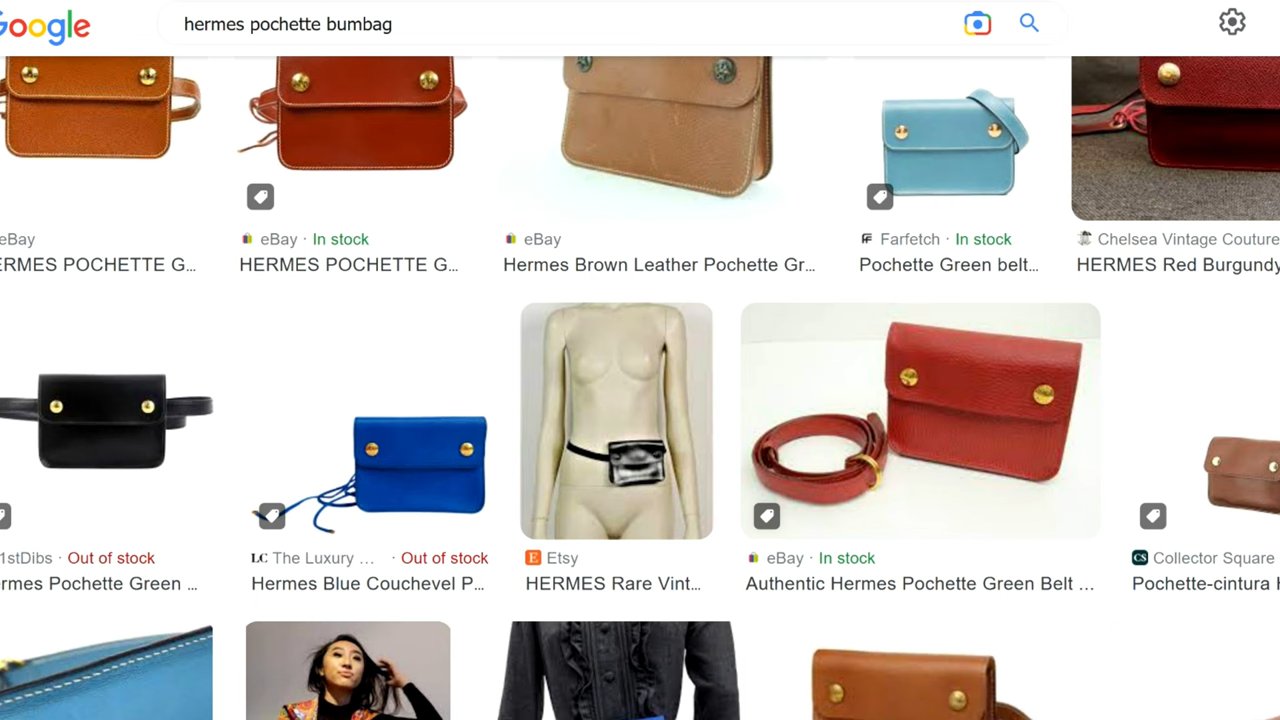 Google
hermes pochette bumbag
eBay
eBay · In stock
eBay
Farfetch · In stock
Chelsea Vintage Couture
ERMES POCHETTE G...
HERMES POCHETTE G...
Hermes Brown Leather Pochette Gr...
Pochette Green belt...
HERMES Red Burgundy
1stDibs · Out of stock
LC The Luxury ... · Out of stock
E Etsy
eBay · In stock
CS Collector Square
rmes Pochette Green ...
Hermes Blue Couchevel P...
HERMES Rare Vint...
Authentic Hermes Pochette Green Belt ...
Pochette-cintura H